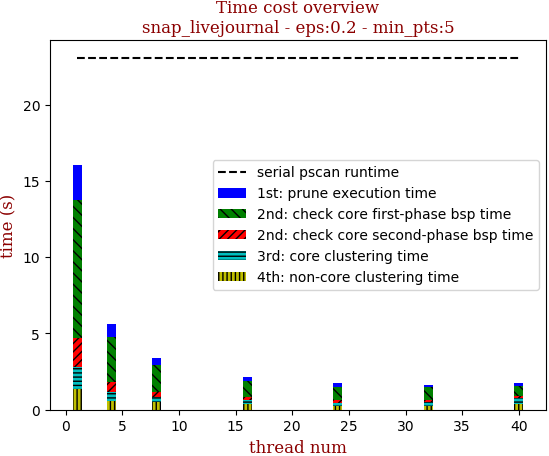 Time cost overview
snap_livejournal - eps:0.2 - min_pts:5
time (s)
20
15
10
5
0
serial pscan runtime
1st: prune execution time
2nd: check core first-phase bsp time
2nd: check core second-phase bsp time
3rd: core clustering time
4th: non-core clustering time
0 5 10 15 20 25 30 35 40
thread num